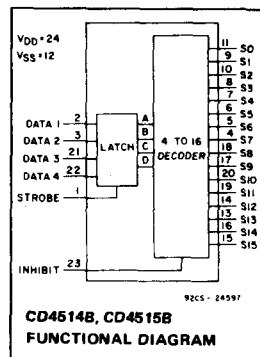 VDD=24
VSS=12
DATA 1 2
DATA 2 3
DATA 3 21
DATA 4 22
STROBE 1
INHIBIT 23
LATCH
A
B
C
D
4 TO 16
DECODER
11 S0
9 S1
10 S2
8 S3
7 S4
6 S5
5 S6
4 S7
18 S8
17 S9
20 S10
19 S11
14 S12
13 S13
16 S14
15 S15
92CS-24597
CD4514B, CD4515B
FUNCTIONAL DIAGRAM